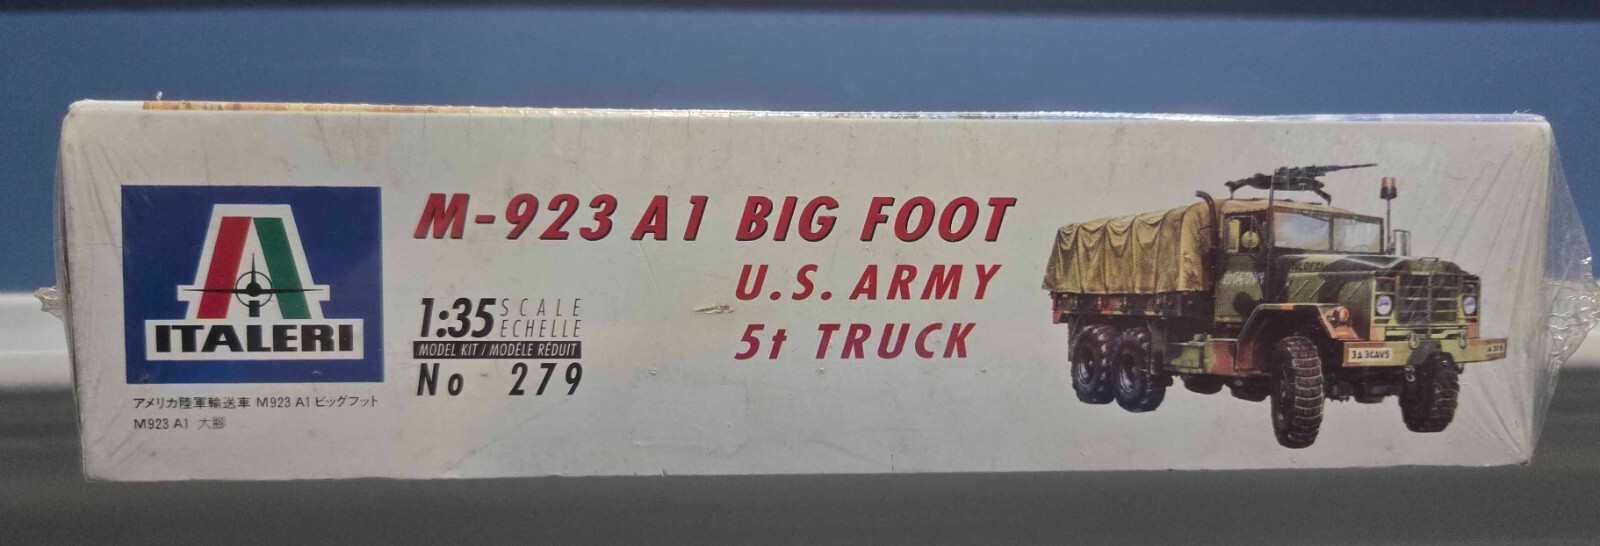 ITALERI
アメリカ陸軍輸送車 M923 A1 ビッグフット
M923 A1 大腳
M-923 A1 BIG FOOT
U.S. ARMY
5t TRUCK
1:35 SCALE
ECHELLE
MODEL KIT / MODÈLE RÉDUIT
No 279
3Δ3CAV5